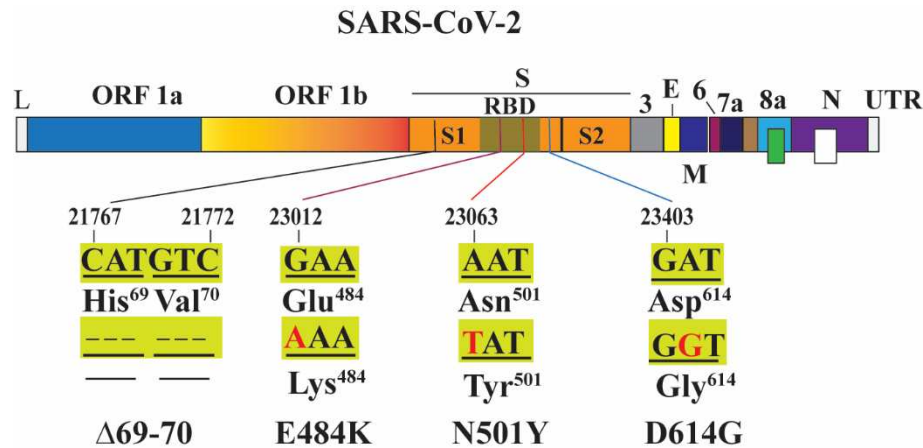 SARS-CoV-2
S
L ORF 1a ORF 1b RBD 3 E 6 7a 8a N UTR
S1 S2
M
21767 21772 23012 23063 23403
CATGTC GAA AAT GAT
His⁶⁹ Val⁷⁰ Glu⁴⁸⁴ Asn⁵⁰¹ Asp⁶¹⁴
--- --- AAA TAT GGT
Lys⁴⁸⁴ Tyr⁵⁰¹ Gly⁶¹⁴
Δ69-70 E484K N501Y D614G